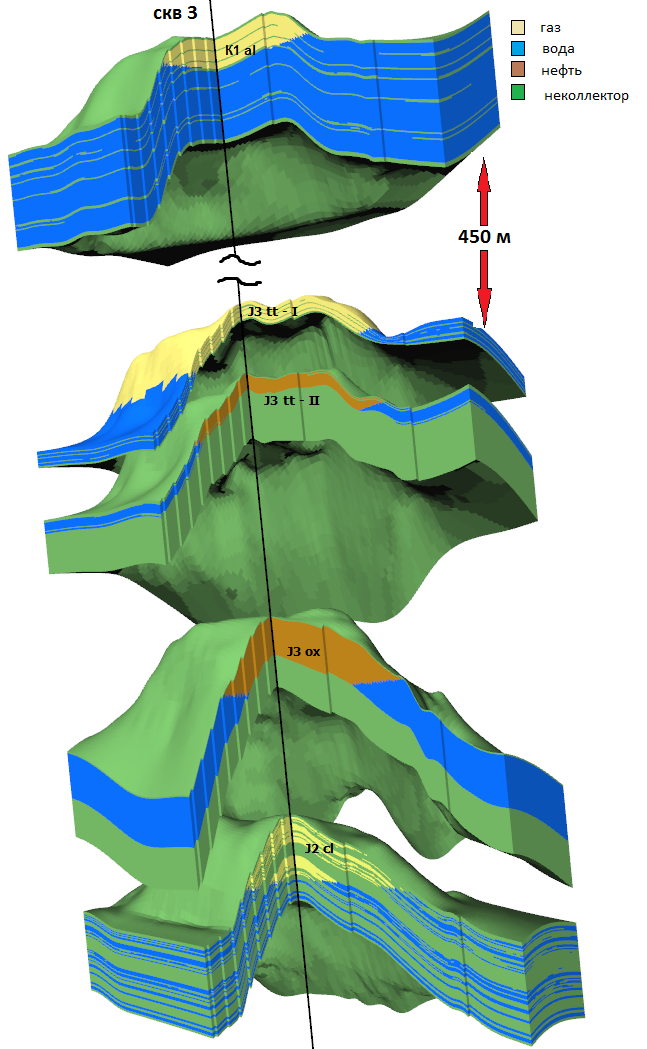 скв 3
газ
вода
нефть
неколлектор
K1 al
450 м
J3 tt - I
J3 tt - II
J3 ox
J2 cl